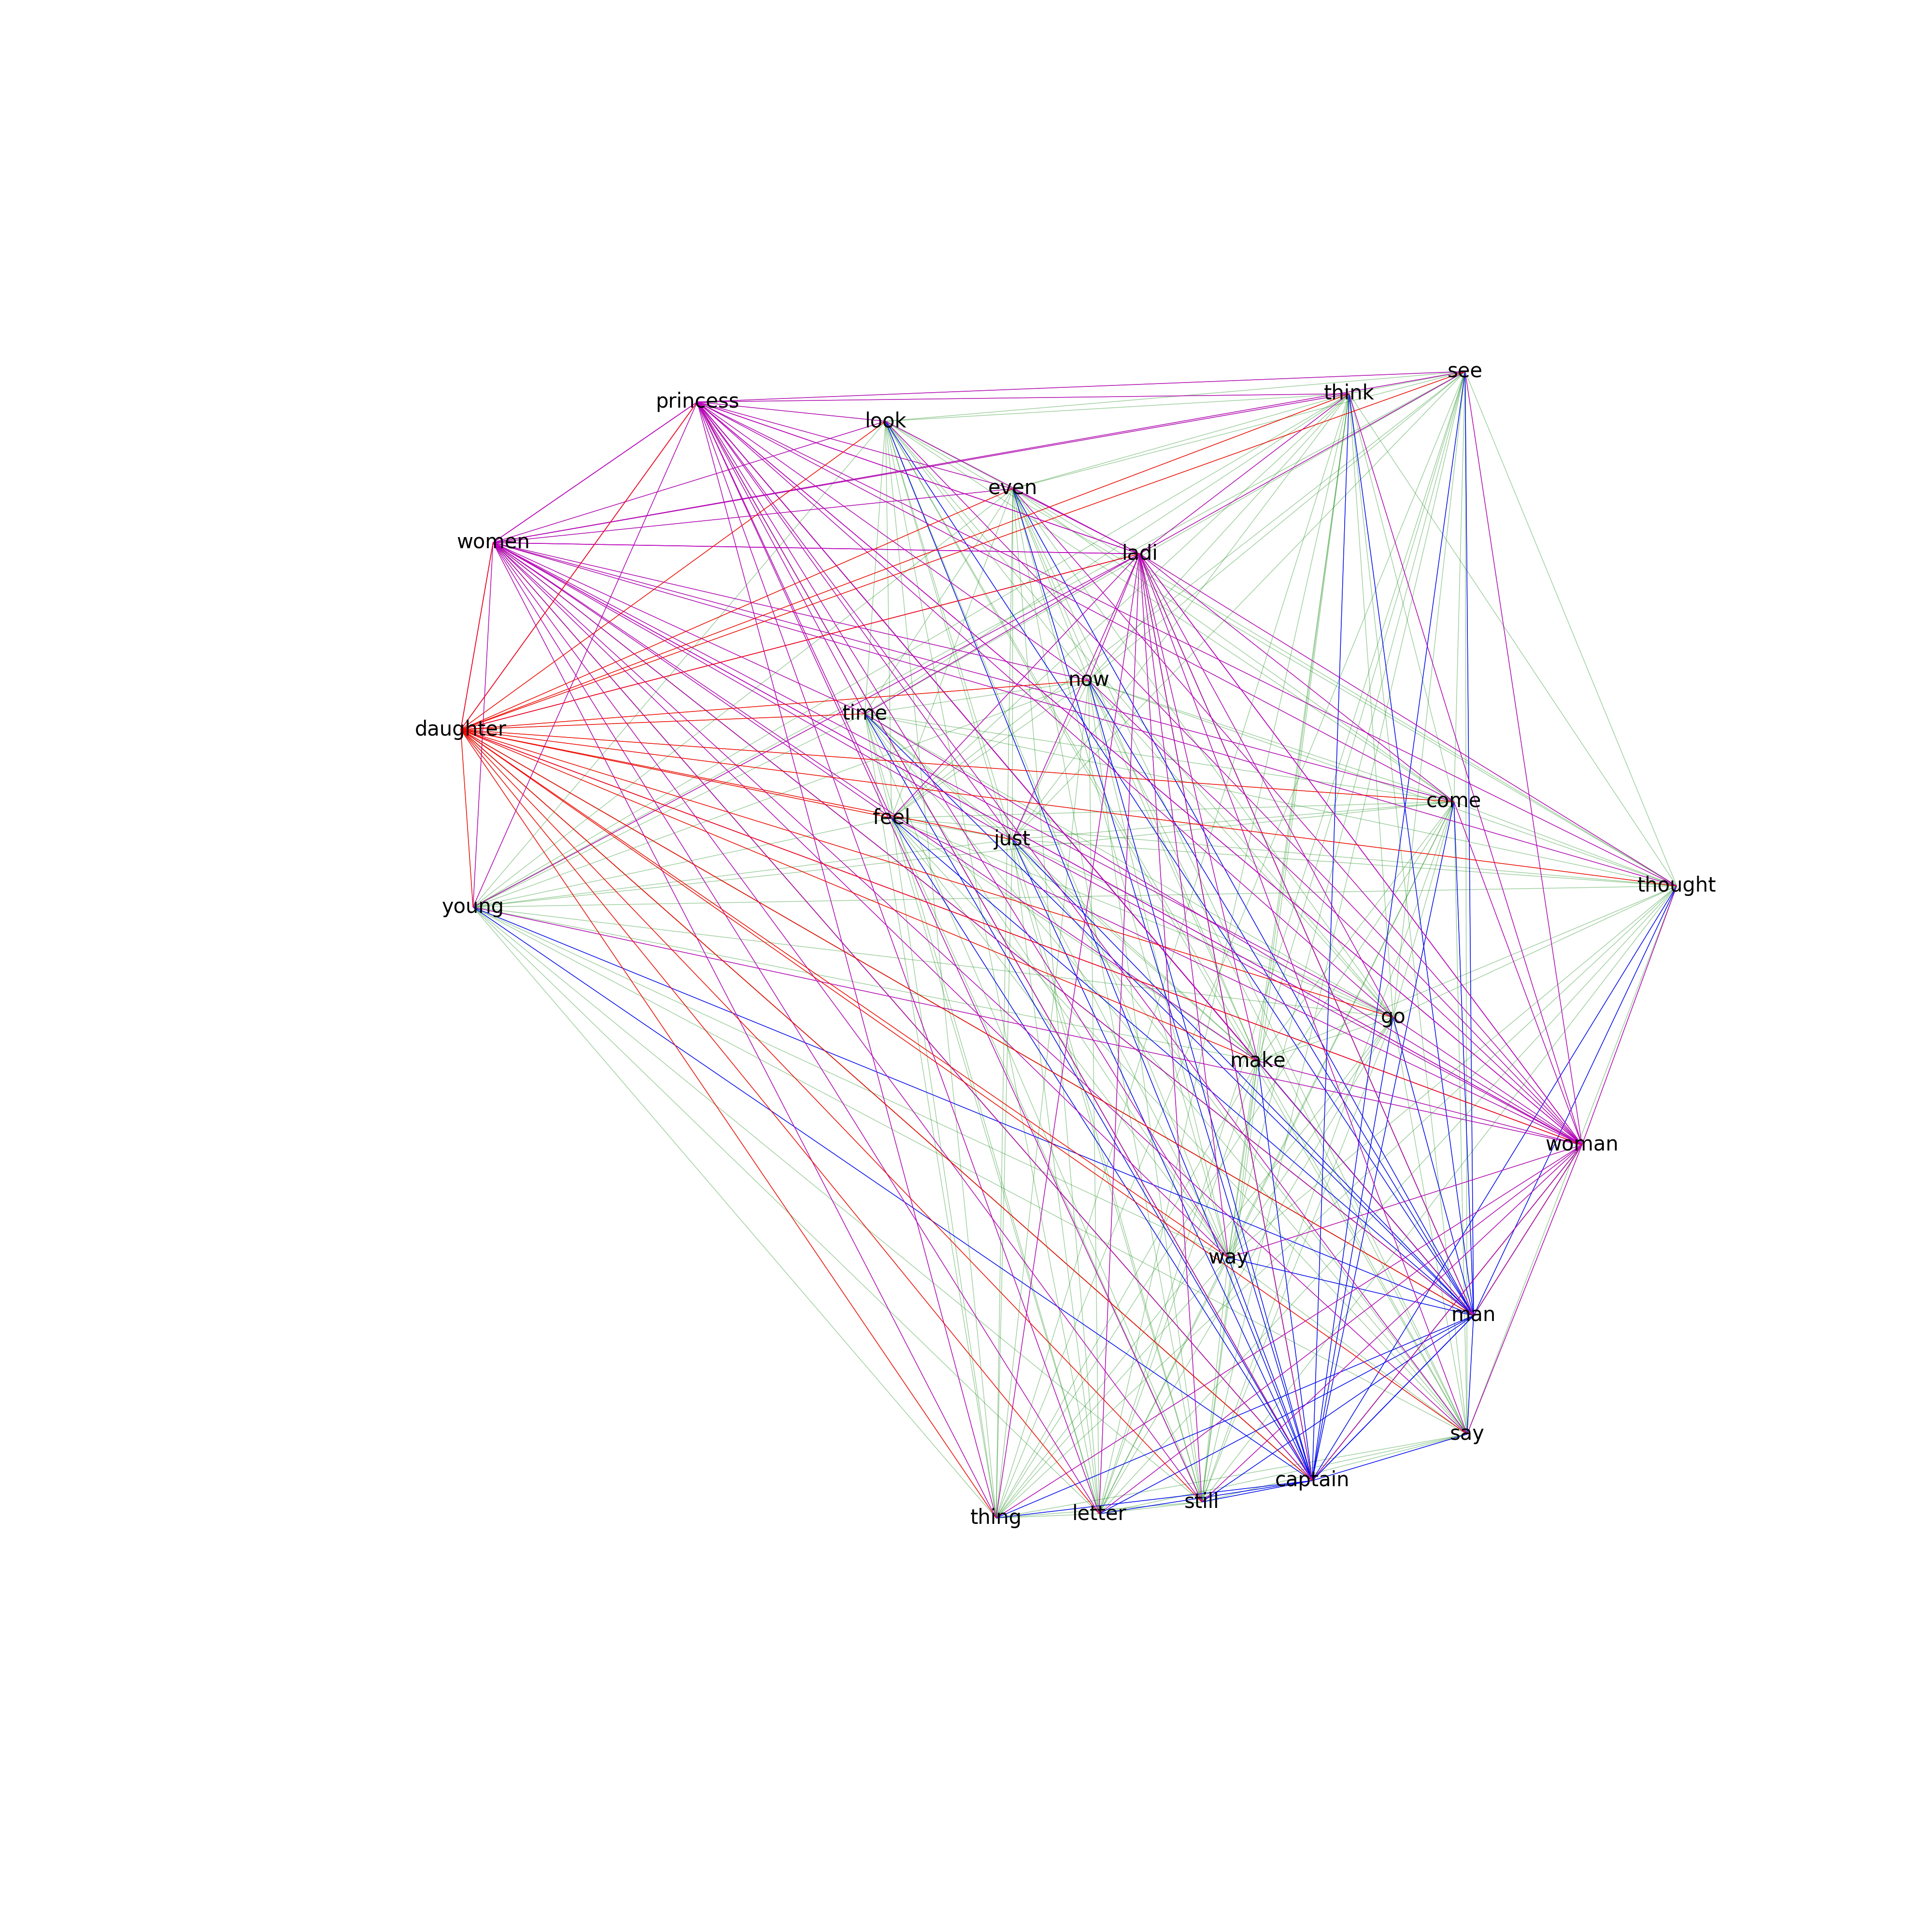 see
think
princess
look
even
women
ladi
now
time
daughter
come
feel
just
thought
young
go
make
woman
way
man
say
captain
still
letter
thing